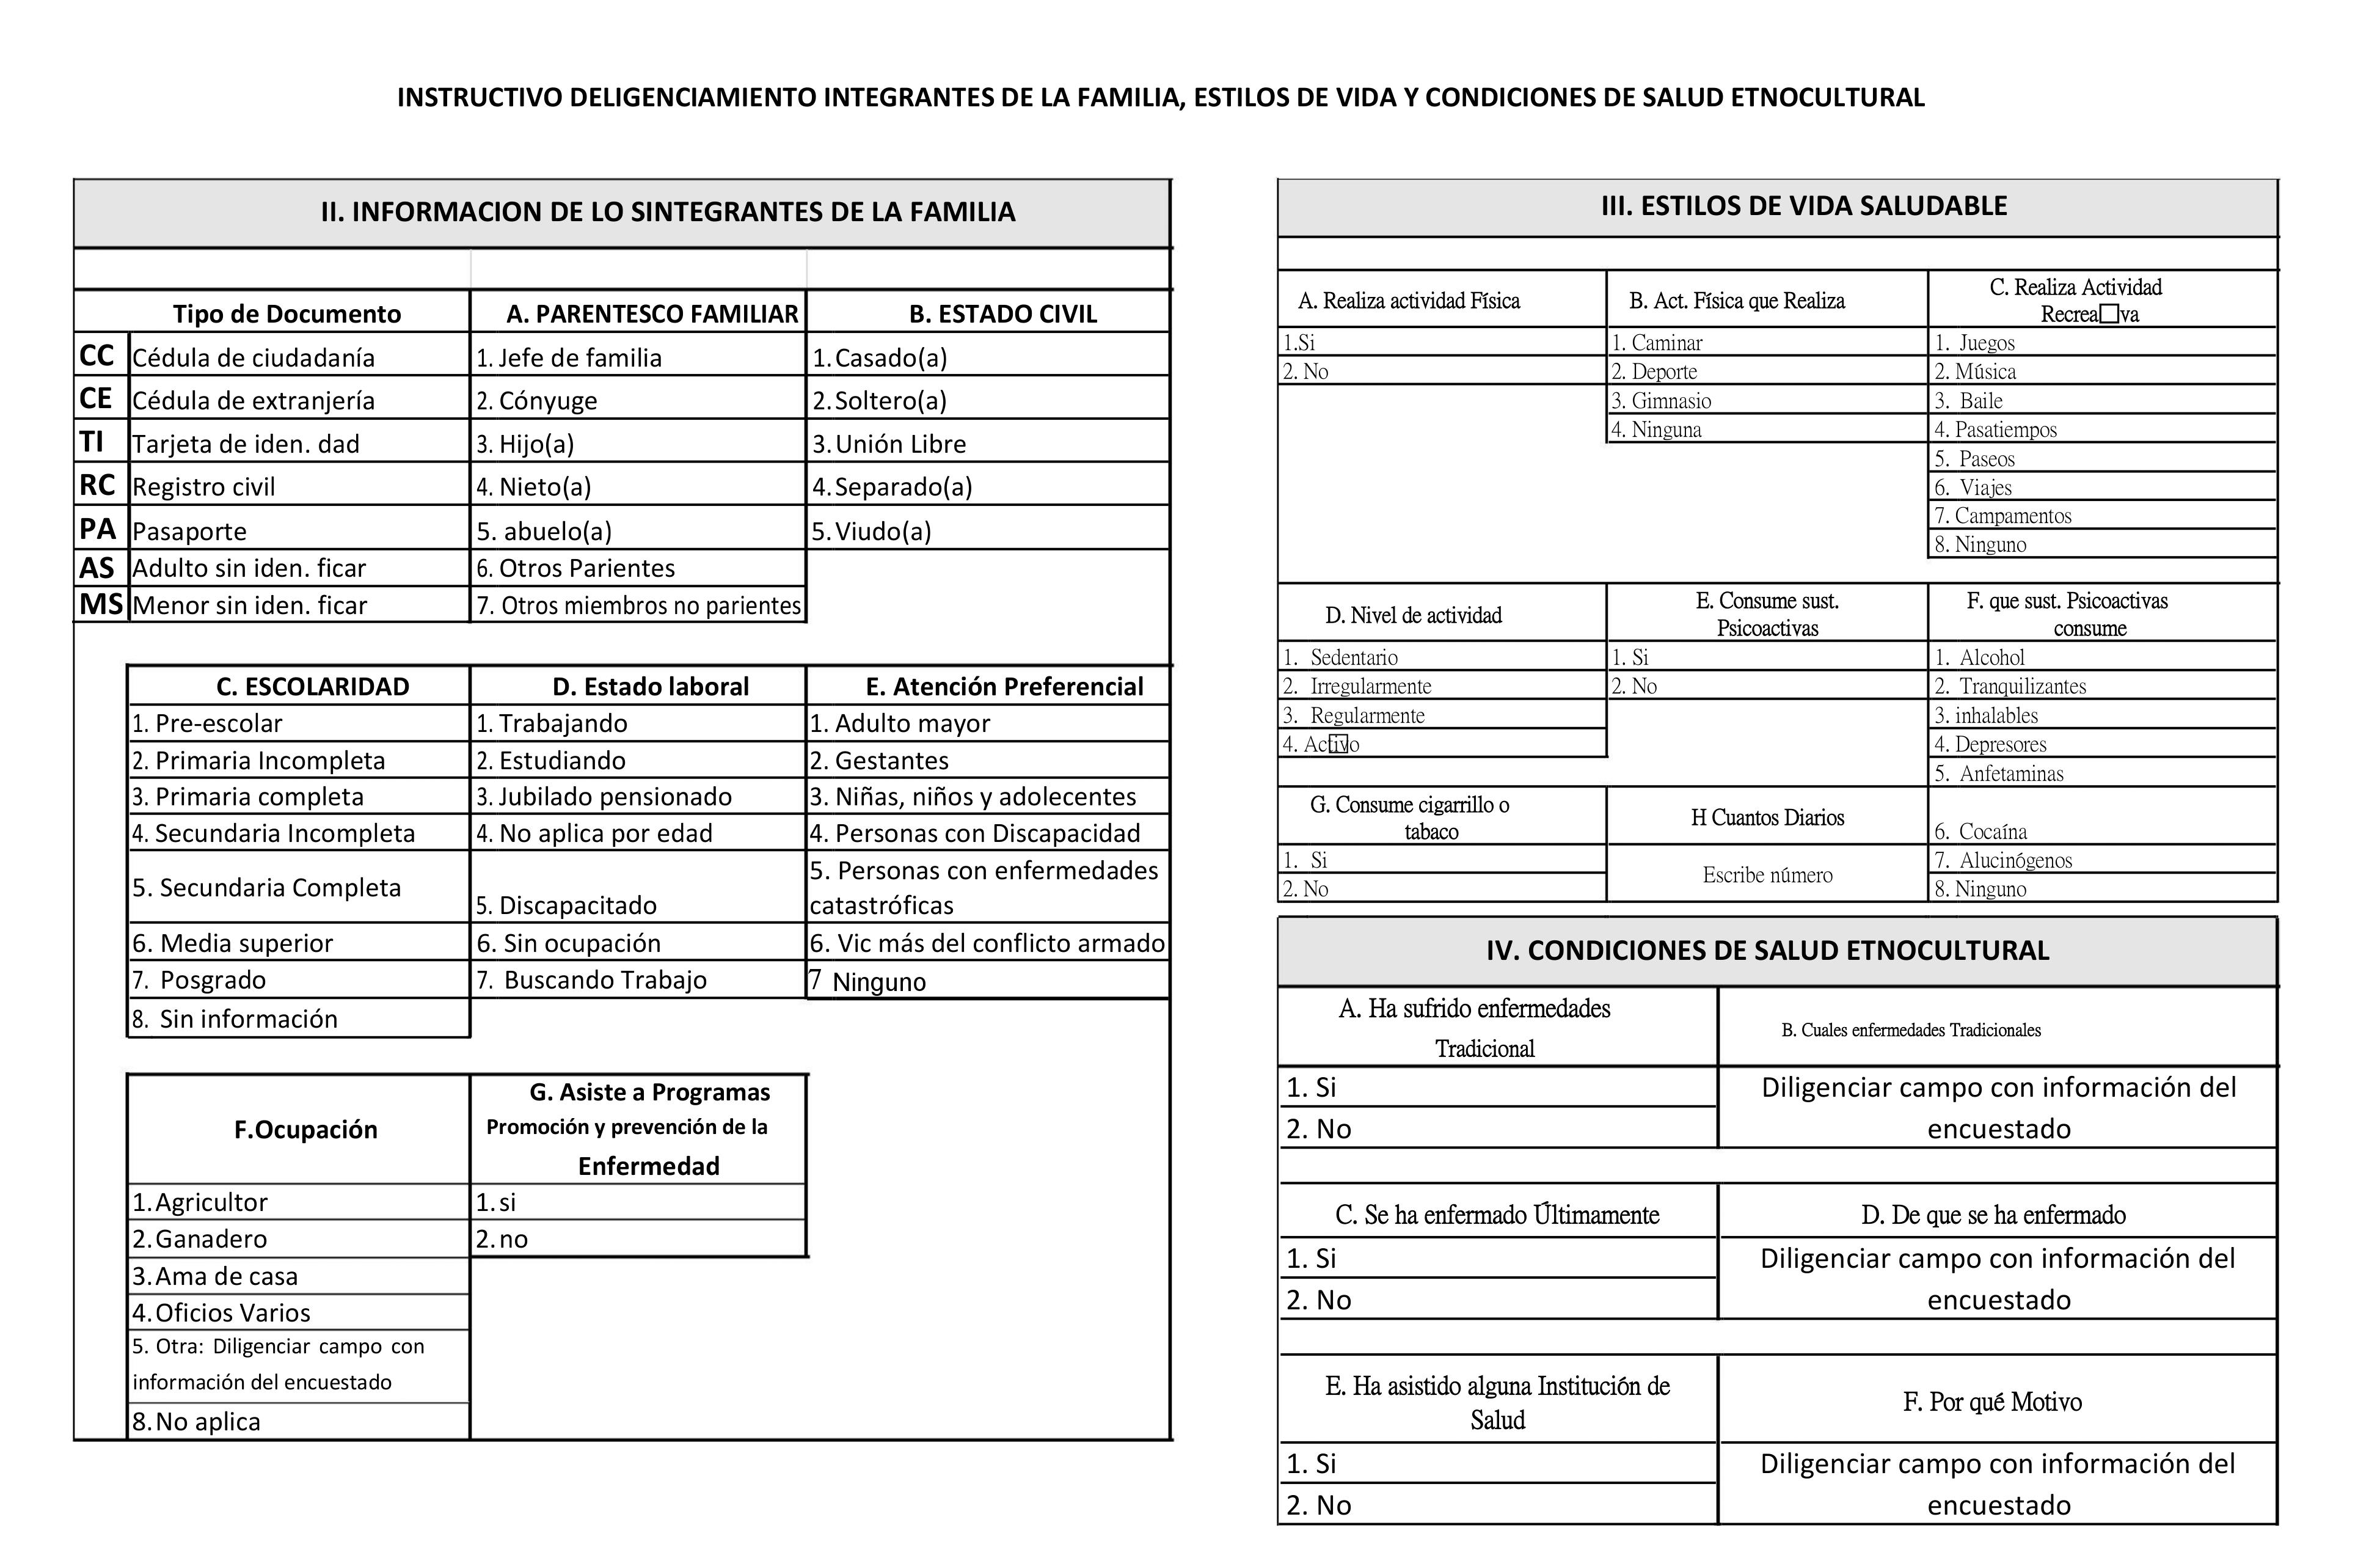 INSTRUCTIVO DELIGENCIAMIENTO INTEGRANTES DE LA FAMILIA, ESTILOS DE VIDA Y CONDICIONES DE SALUD ETNOCULTURAL
II. INFORMACION DE LO SINTEGRANTES DE LA FAMILIA
Tipo de Documento
A. PARENTESCO FAMILIAR
B. ESTADO CIVIL
CC Cédula de ciudadanía
1. Jefe de familia
1. Casado(a)
CE Cédula de extranjería
2. Cónyuge
2. Soltero(a)
TI Tarjeta de iden. dad
3. Hijo(a)
3. Unión Libre
RC Registro civil
4. Nieto(a)
4. Separado(a)
PA Pasaporte
5. abuelo(a)
5. Viudo(a)
AS Adulto sin iden. ficar
6. Otros Parientes
MS Menor sin iden. ficar
7. Otros miembros no parientes
C. ESCOLARIDAD
D. Estado laboral
E. Atención Preferencial
1. Pre-escolar
1. Trabajando
1. Adulto mayor
2. Primaria Incompleta
2. Estudiando
2. Gestantes
3. Primaria completa
3. Jubilado pensionado
3. Niñas, niños y adolecentes
4. Secundaria Incompleta
4. No aplica por edad
4. Personas con Discapacidad
5. Secundaria Completa
5. Discapacitado
5. Personas con enfermedades
catastróficas
6. Media superior
6. Sin ocupación
6. Vic más del conflicto armado
7. Posgrado
7. Buscando Trabajo
7 Ninguno
8. Sin información
F.Ocupación
G. Asiste a Programas
Promoción y prevención de la
Enfermedad
1. Agricultor
1. si
2. Ganadero
2. no
3. Ama de casa
4. Oficios Varios
5. Otra: Diligenciar campo con
información del encuestado
8. No aplica
III. ESTILOS DE VIDA SALUDABLE
A. Realiza actividad Física
B. Act. Física que Realiza
C. Realiza Actividad
Recrea□va
1.Si
1. Caminar
1. Juegos
2. No
2. Deporte
2. Música
3. Gimnasio
3. Baile
4. Ninguna
4. Pasatiempos
5. Paseos
6. Viajes
7. Campamentos
8. Ninguno
D. Nivel de actividad
E. Consume sust.
Psicoactivas
F. que sust. Psicoactivas
consume
1. Sedentario
1. Si
1. Alcohol
2. Irregularmente
2. No
2. Tranquilizantes
3. Regularmente
3. inhalables
4. Activo
4. Depresores
5. Anfetaminas
G. Consume cigarrillo o
tabaco
H Cuantos Diarios
6. Cocaína
1. Si
Escribe número
7. Alucinógenos
2. No
8. Ninguno
IV. CONDICIONES DE SALUD ETNOCULTURAL
A. Ha sufrido enfermedades
Tradicional
B. Cuales enfermedades Tradicionales
1. Si
2. No
Diligenciar campo con información del
encuestado
C. Se ha enfermado Últimamente
D. De que se ha enfermado
1. Si
2. No
Diligenciar campo con información del
encuestado
E. Ha asistido alguna Institución de
Salud
F. Por qué Motivo
1. Si
2. No
Diligenciar campo con información del
encuestado